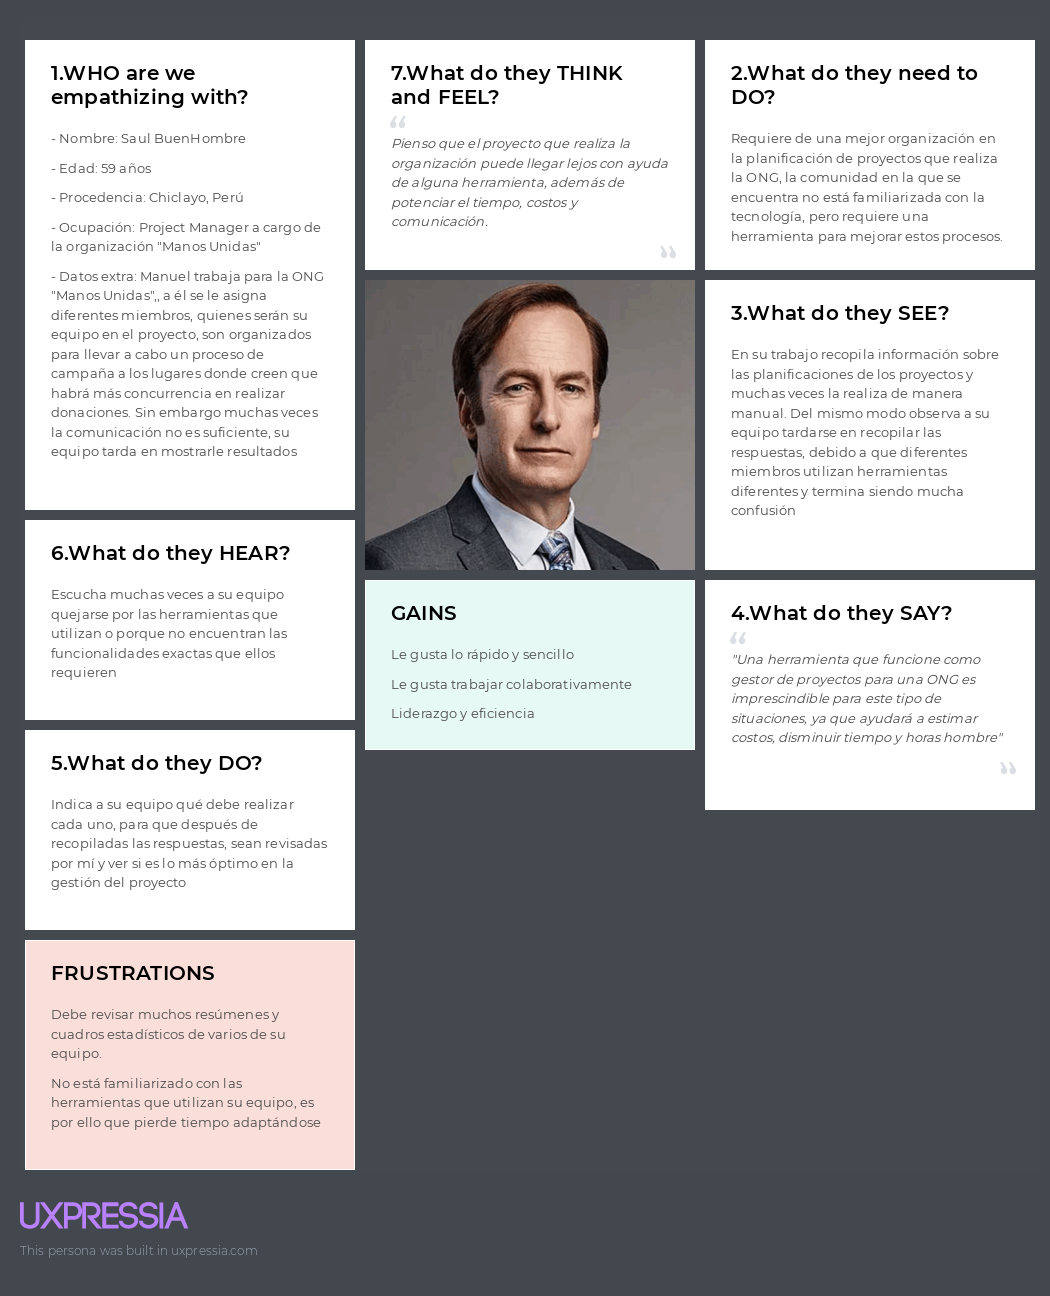 1.WHO are we
empathizing with?
- Nombre: Saul BuenHombre
- Edad: 59 años
- Procedencia: Chiclayo, Perú
- Ocupación: Project Manager a cargo de
la organización "Manos Unidas"
- Datos extra: Manuel trabaja para la ONG
"Manos Unidas",, a él se le asigna
diferentes miembros, quienes serán su
equipo en el proyecto, son organizados
para llevar a cabo un proceso de
campaña a los lugares donde creen que
habrá más concurrencia en realizar
donaciones. Sin embargo muchas veces
la comunicación no es suficiente, su
equipo tarda en mostrarle resultados
7.What do they THINK
and FEEL?
“
Pienso que el proyecto que realiza la
organización puede llegar lejos con ayuda
de alguna herramienta, además de
potenciar el tiempo, costos y
comunicación.
”
2.What do they need to
DO?
Requiere de una mejor organización en
la planificación de proyectos que realiza
la ONG, la comunidad en la que se
encuentra no está familiarizada con la
tecnología, pero requiere una
herramienta para mejorar estos procesos.
3.What do they SEE?
En su trabajo recopila información sobre
las planificaciones de los proyectos y
muchas veces la realiza de manera
manual. Del mismo modo observa a su
equipo tardarse en recopilar las
respuestas, debido a que diferentes
miembros utilizan herramientas
diferentes y termina siendo mucha
confusión
6.What do they HEAR?
Escucha muchas veces a su equipo
quejarse por las herramientas que
utilizan o porque no encuentran las
funcionalidades exactas que ellos
requieren
GAINS
Le gusta lo rápido y sencillo
Le gusta trabajar colaborativamente
Liderazgo y eficiencia
4.What do they SAY?
“
"Una herramienta que funcione como
gestor de proyectos para una ONG es
imprescindible para este tipo de
situaciones, ya que ayudará a estimar
costos, disminuir tiempo y horas hombre"
”
5.What do they DO?
Indica a su equipo qué debe realizar
cada uno, para que después de
recopiladas las respuestas, sean revisadas
por mí y ver si es lo más óptimo en la
gestión del proyecto
FRUSTRATIONS
Debe revisar muchos resúmenes y
cuadros estadísticos de varios de su
equipo.
No está familiarizado con las
herramientas que utilizan su equipo, es
por ello que pierde tiempo adaptándose
UXPRESSIA
This persona was built in uxpressia.com